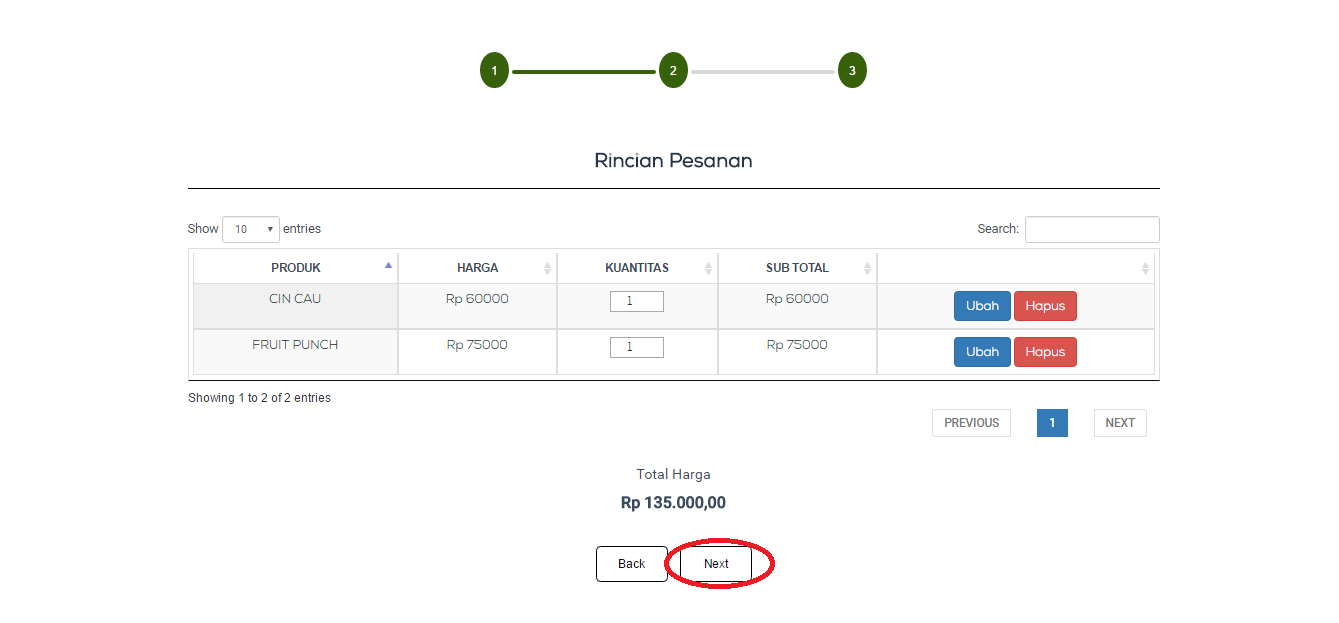 1 2 3
Rincian Pesanan
Show 10 entries Search:
PRODUK HARGA KUANTITAS SUB TOTAL
CIN CAU Rp 60000 1 Rp 60000 Ubah Hapus
FRUIT PUNCH Rp 75000 1 Rp 75000 Ubah Hapus
Showing 1 to 2 of 2 entries
PREVIOUS 1 NEXT
Total Harga
Rp 135.000,00
Back Next